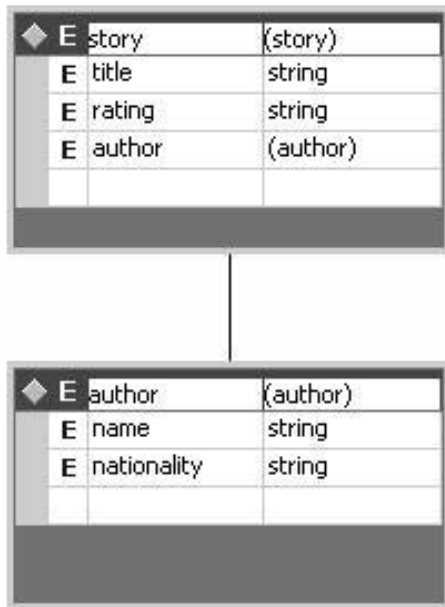 E story (story)
E title string
E rating string
E author (author)
E author (author)
E name string
E nationality string